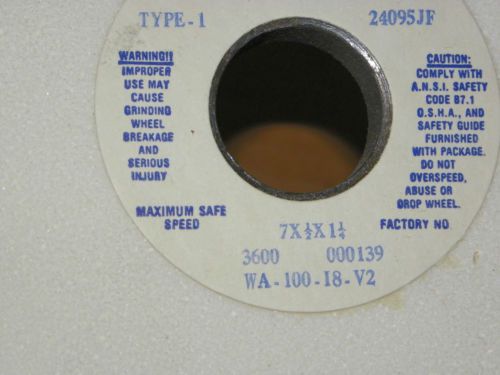 TYPE-1
24095JF
WARNING!!
IMPROPER
USE MAY
CAUSE
GRINDING
WHEEL
BREAKAGE
AND
SERIOUS
INJURY
CAUTION:
COMPLY WITH
A.N.S.I. SAFETY
CODE B7.1
O.S.H.A., AND
SAFETY GUIDE
FURNISHED
WITH PACKAGE.
DO NOT
OVERSPEED,
ABUSE OR
DROP WHEEL.
MAXIMUM SAFE
SPEED
FACTORY NO.
7X½X1¼
3600 000139
WA-100-I8-V2